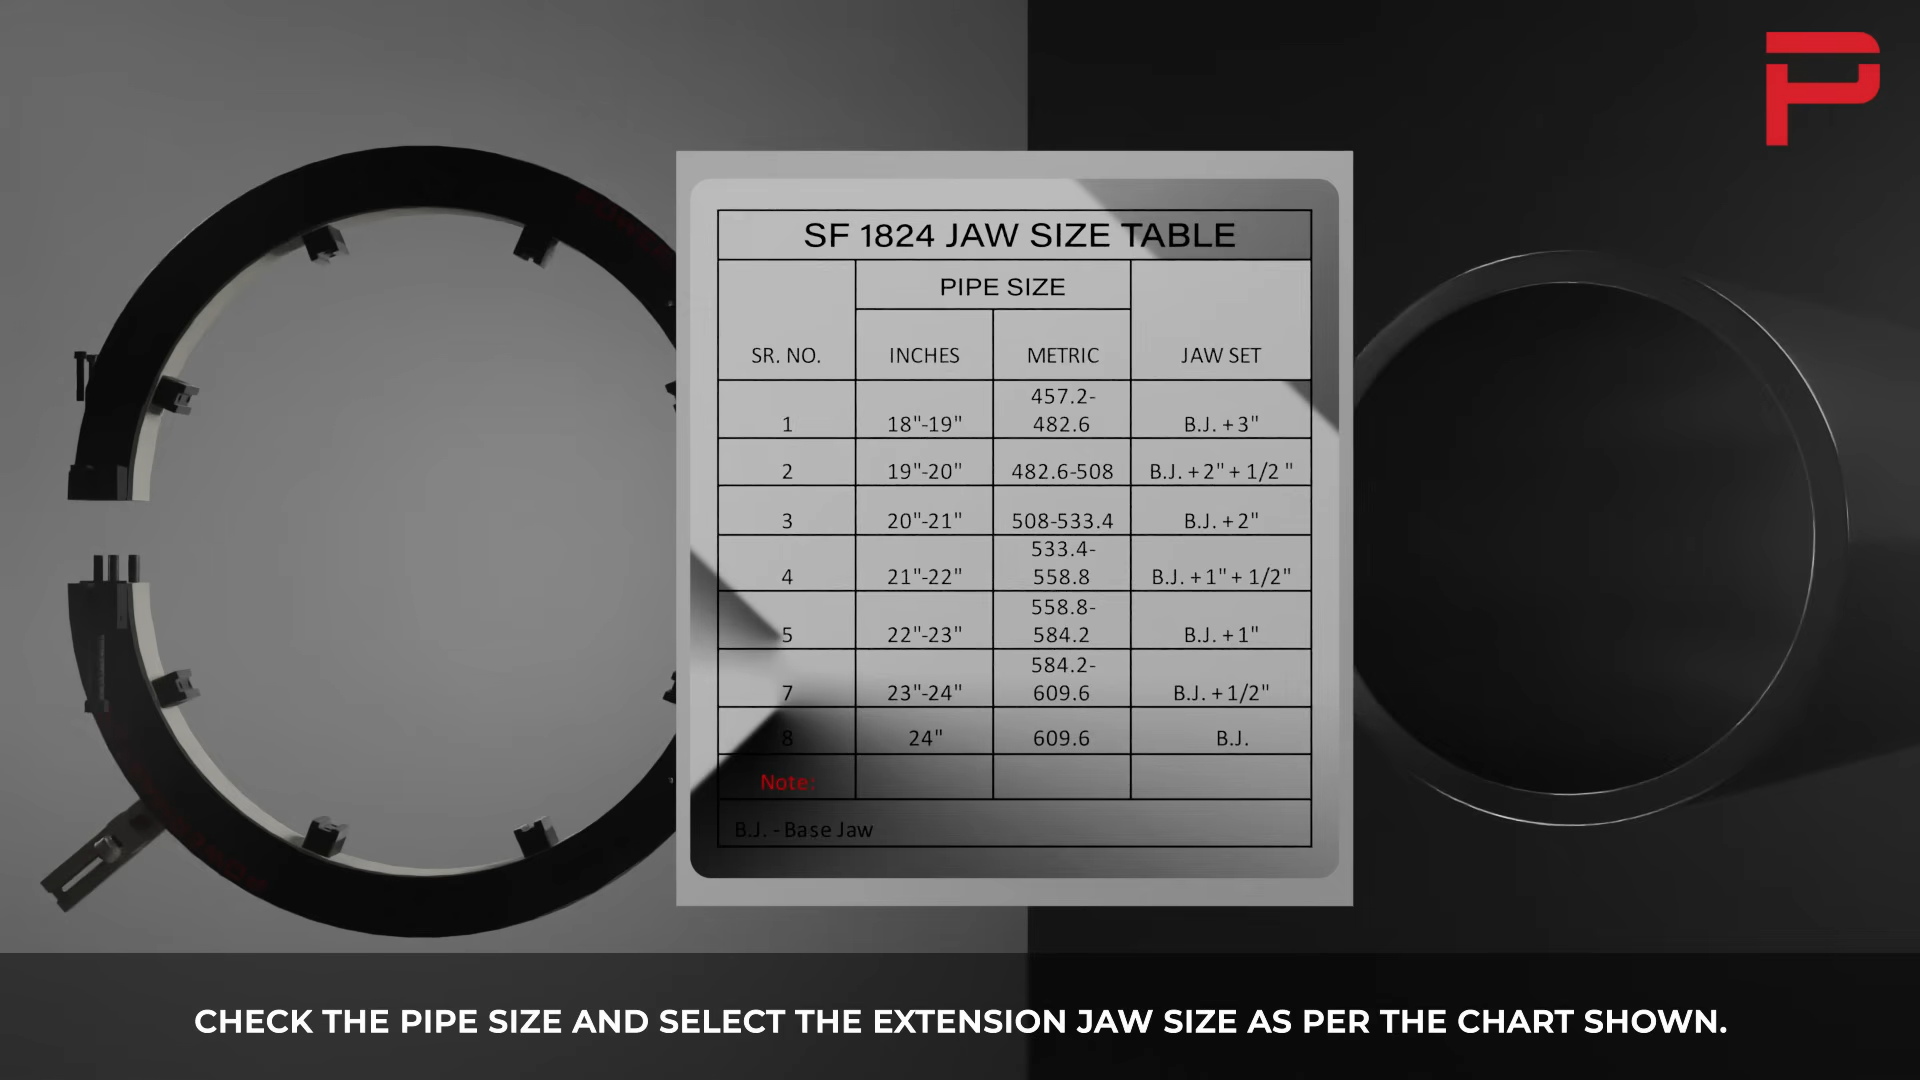 SF 1824 JAW SIZE TABLE
PIPE SIZE
SR. NO. INCHES METRIC JAW SET
1 18"-19" 457.2-482.6 B.J. + 3"
2 19"-20" 482.6-508 B.J. + 2" + 1/2 "
3 20"-21" 508-533.4 B.J. + 2"
4 21"-22" 533.4-558.8 B.J. + 1" + 1/2"
5 22"-23" 558.8-584.2 B.J. + 1"
7 23"-24" 584.2-609.6 B.J. + 1/2"
8 24" 609.6 B.J.
Note:
B.J. - Base Jaw
CHECK THE PIPE SIZE AND SELECT THE EXTENSION JAW SIZE AS PER THE CHART SHOWN.